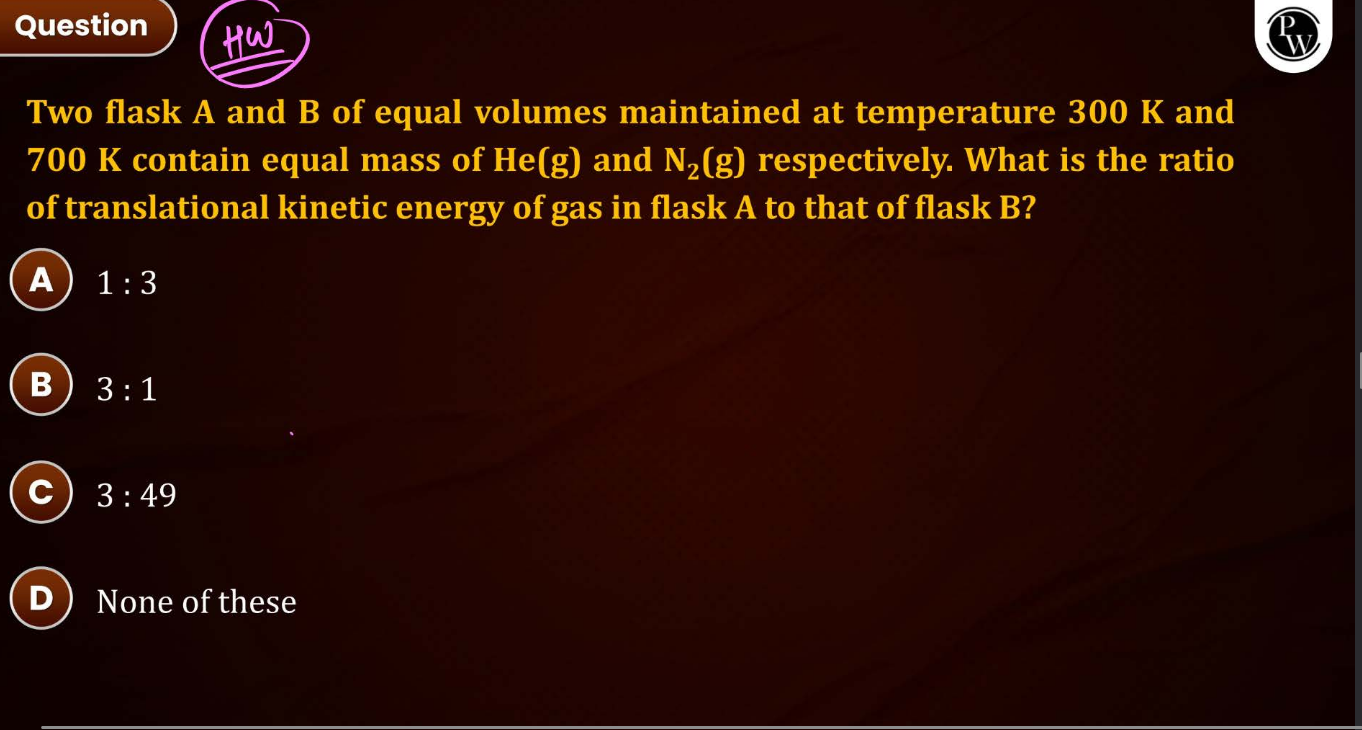 Question
HW
PW
Two flask A and B of equal volumes maintained at temperature 300 K and
700 K contain equal mass of He(g) and N₂(g) respectively. What is the ratio
of translational kinetic energy of gas in flask A to that of flask B?
A 1 : 3
B 3 : 1
C 3 : 49
D None of these